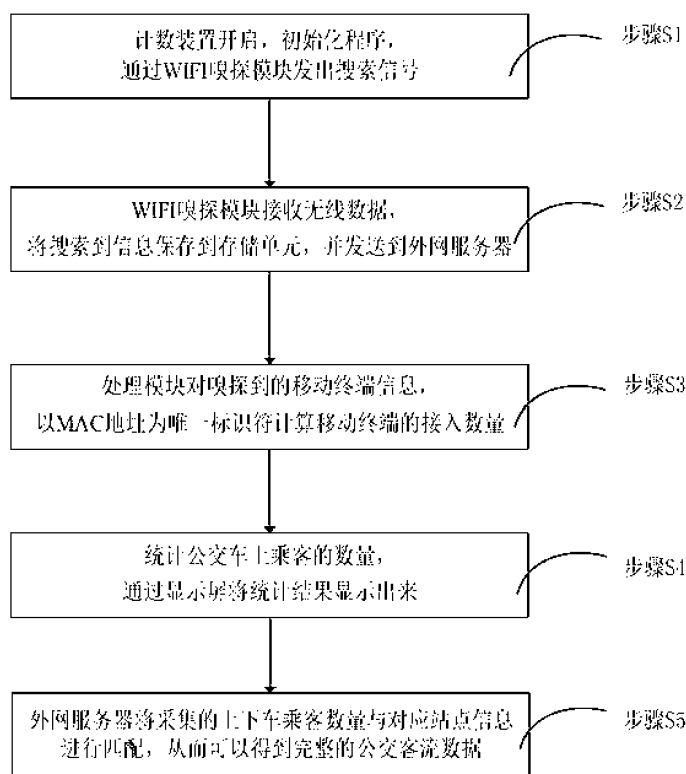 计数装置开启，初始化程序，
通过WIFI嗅探模块发出搜索信号
步骤S1
WIFI嗅探模块接收无线数据，
将搜索到信息保存到存储单元，并发送到外网服务器
步骤S2
处理模块对嗅探到的移动终端信息，
以MAC地址为唯一标识符计算移动终端的接入数量
步骤S3
统计公交车上乘客的数量，
通过显示屏将统计结果显示出来
步骤S4
外网服务器将采集的上下车乘客数量与对应站点信息
进行匹配，从而可以得到完整的公交客流数据
步骤S5